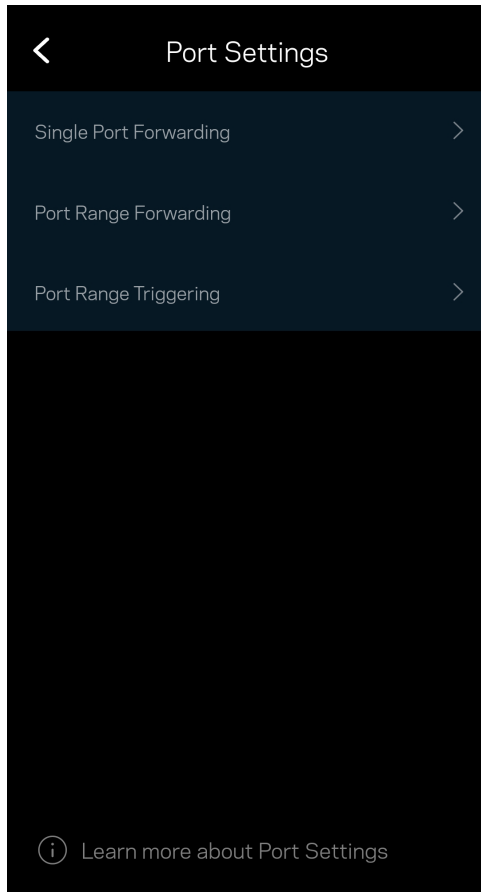 Port Settings
Single Port Forwarding
Port Range Forwarding
Port Range Triggering
Learn more about Port Settings